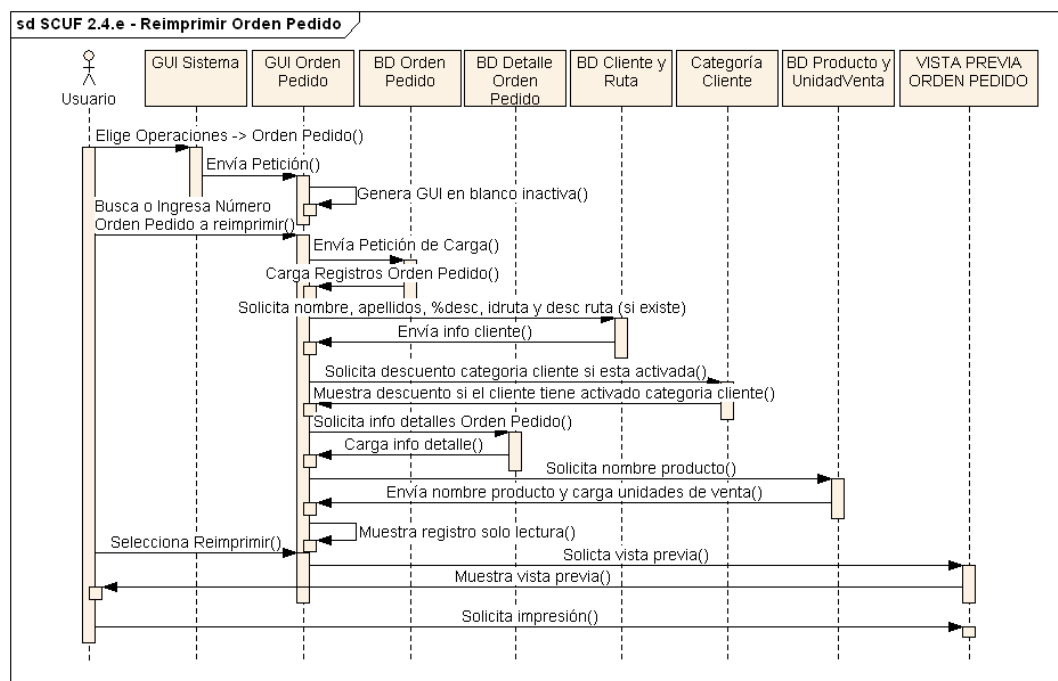 sd SCUF 2.4.e - Reimprimir Orden Pedido
Usuario
GUI Sistema
GUI Orden
Pedido
BD Orden
Pedido
BD Detalle
Orden
Pedido
BD Cliente y
Ruta
Categoría
Cliente
BD Producto y
UnidadVenta
VISTA PREVIA
ORDEN PEDIDO
Elige Operaciones -> Orden Pedido()
Envía Petición()
Genera GUI en blanco inactiva()
Busca o Ingresa Número
Orden Pedido a reimprimir()
Envía Petición de Carga()
Carga Registros Orden Pedido()
Solicita nombre, apellidos, %desc, idruta y desc ruta (si existe)
Envía info cliente()
Solicita descuento categoria cliente si esta activada()
Muestra descuento si el cliente tiene activado categoria cliente()
Solicita info detalles Orden Pedido()
Carga info detalle()
Solicita nombre producto()
Envía nombre producto y carga unidades de venta()
Muestra registro solo lectura()
Selecciona Reimprimir()
Solicta vista previa()
Muestra vista previa()
Solicita impresión()